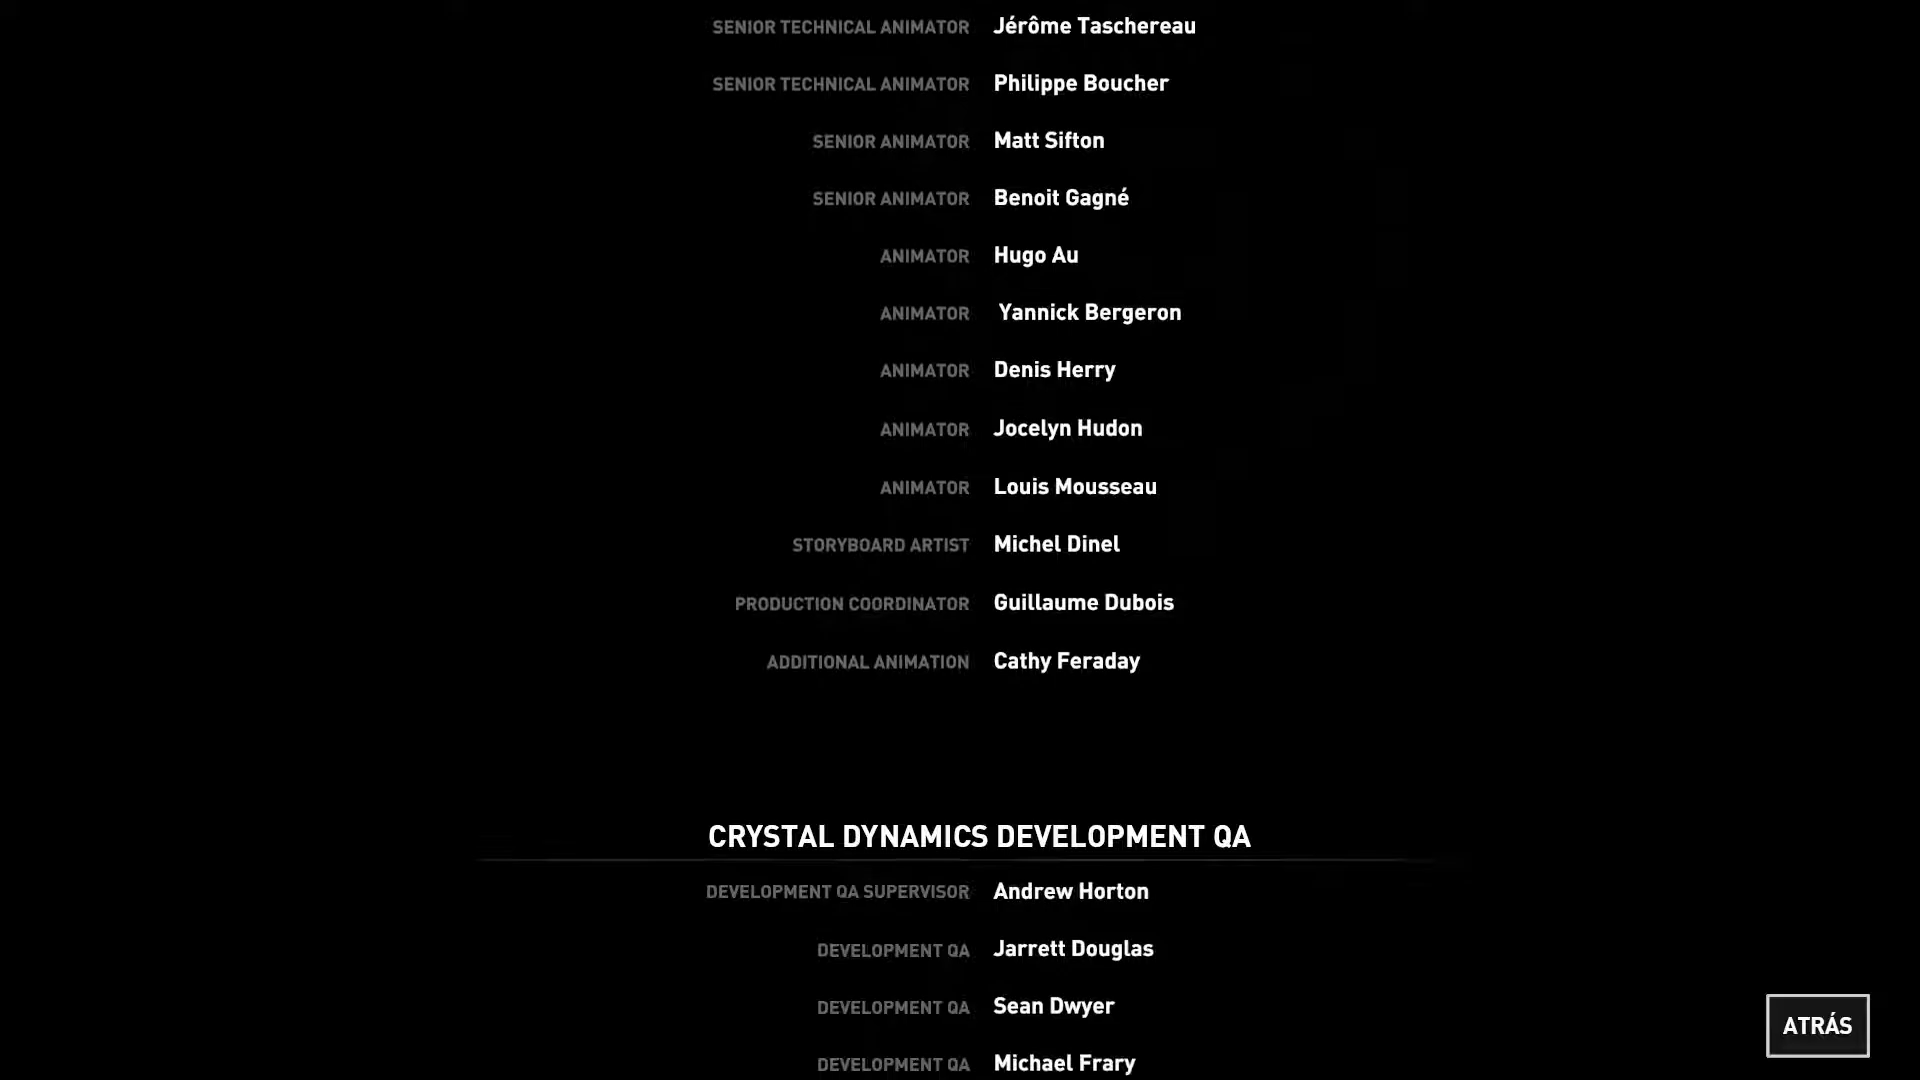 SENIOR TECHNICAL ANIMATOR Jérôme Taschereau
SENIOR TECHNICAL ANIMATOR Philippe Boucher
SENIOR ANIMATOR Matt Sifton
SENIOR ANIMATOR Benoit Gagné
ANIMATOR Hugo Au
ANIMATOR Yannick Bergeron
ANIMATOR Denis Herry
ANIMATOR Jocelyn Hudon
ANIMATOR Louis Mousseau
STORYBOARD ARTIST Michel Dinel
PRODUCTION COORDINATOR Guillaume Dubois
ADDITIONAL ANIMATION Cathy Feraday
CRYSTAL DYNAMICS DEVELOPMENT QA
DEVELOPMENT QA SUPERVISOR Andrew Horton
DEVELOPMENT QA Jarrett Douglas
DEVELOPMENT QA Sean Dwyer
DEVELOPMENT QA Michael Frary
ATRÁS